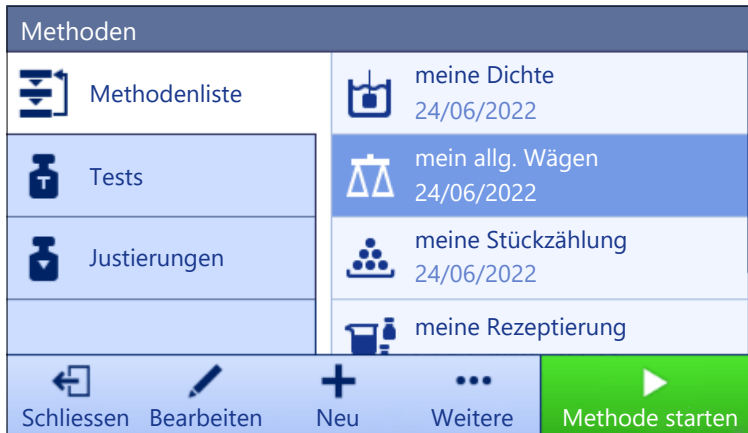 Methoden
Methodenliste
Tests
T
Justierungen
meine Dichte
24/06/2022
mein allg. Wägen
24/06/2022
meine Stückzählung
24/06/2022
meine Rezeptierung
Schliessen
Bearbeiten
Neu
Weitere
Methode starten